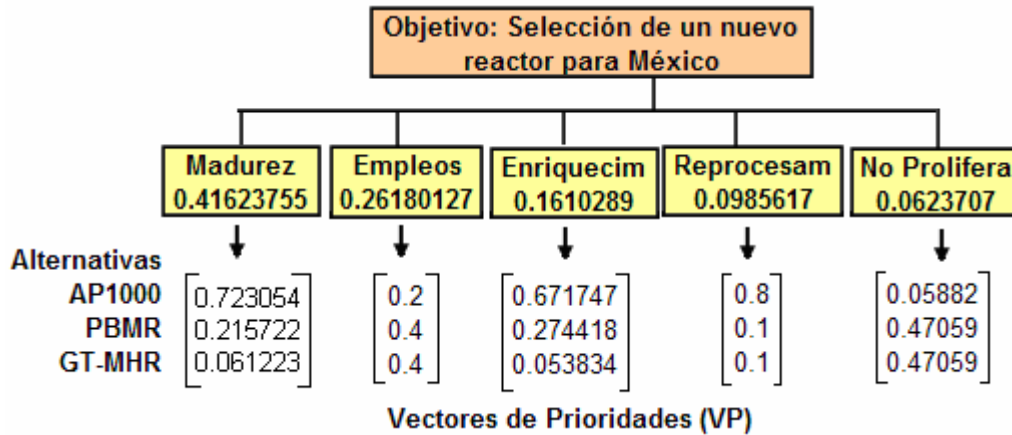 Objetivo: Selección de un nuevo
reactor para México
Madurez Empleos Enriquecim Reprocesam No Prolifera
0.41623755 0.26180127 0.1610289 0.0985617 0.0623707
Alternativas
AP1000 0.723054 0.2 0.671747 0.8 0.05882
PBMR 0.215722 0.4 0.274418 0.1 0.47059
GT-MHR 0.061223 0.4 0.053834 0.1 0.47059
Vectores de Prioridades (VP)